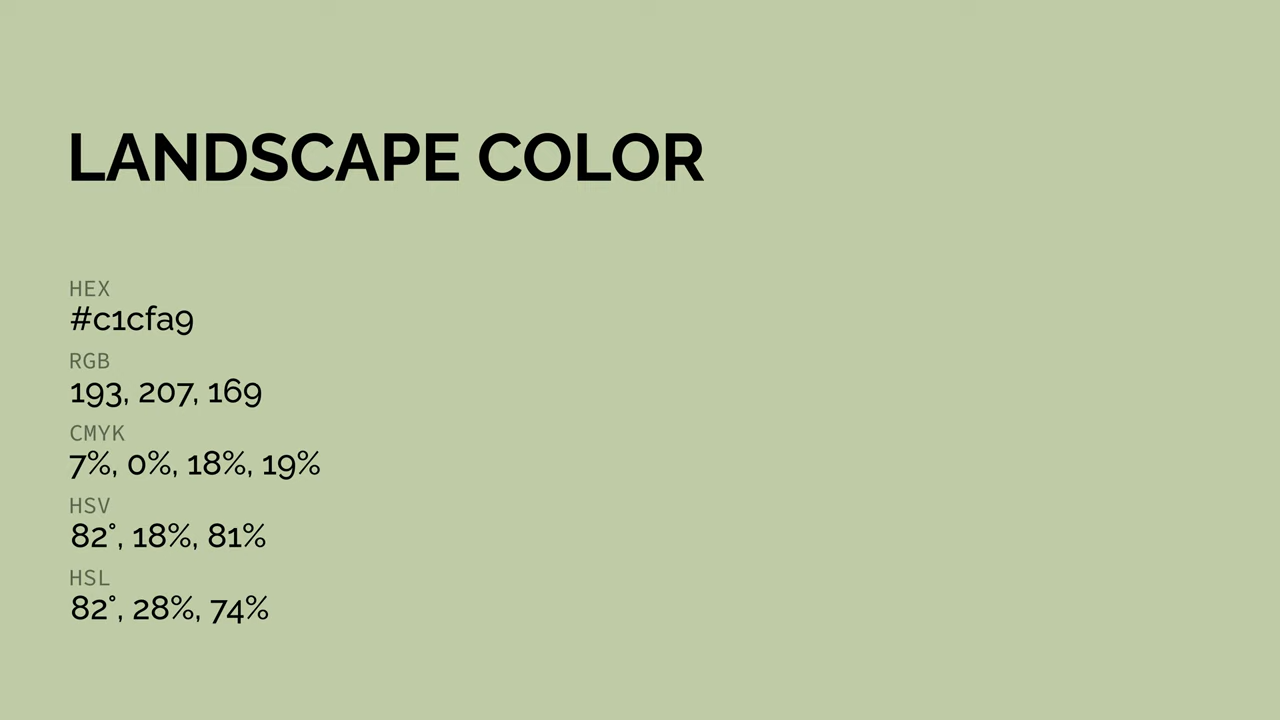 LANDSCAPE COLOR
HEX
#c1cfa9
RGB
193, 207, 169
CMYK
7%, 0%, 18%, 19%
HSV
82°, 18%, 81%
HSL
82°, 28%, 74%